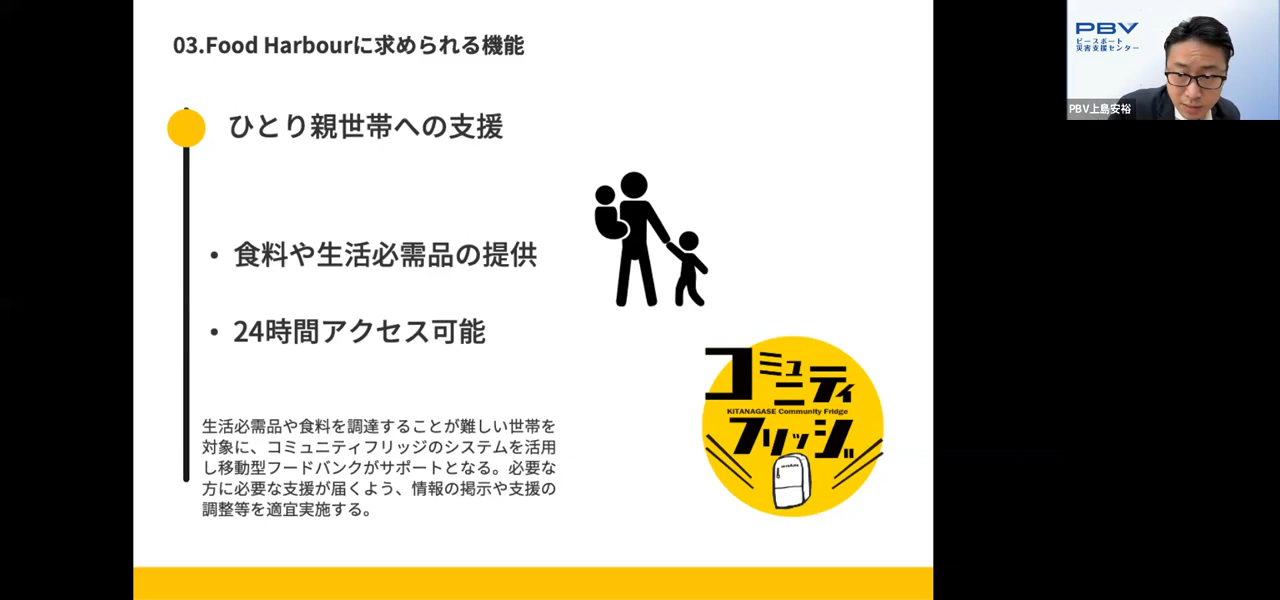 03.Food Harbourに求められる機能
ひとり親世帯への支援
• 食料や生活必需品の提供
• 24時間アクセス可能
生活必需品や食料を調達することが難しい世帯を
対象に、コミュニティフリッジのシステムを活用
し移動型フードバンクがサポートとなる。必要な
方に必要な支援が届くよう、情報の掲示や支援の
調整等を適宜実施する。
コミュニティ
KITANAGASE Community Fridge
フリッジ
PBV
ピースボート
災害支援センター
PBV上島安裕